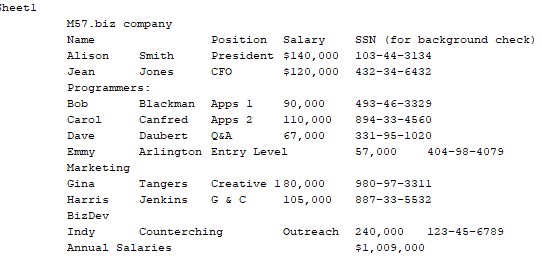 Sheet1
M57.biz company
Name Position Salary SSN (for background check)
Alison Smith President $140,000 103-44-3134
Jean Jones CFO $120,000 432-34-6432
Programmers:
Bob Blackman Apps 1 90,000 493-46-3329
Carol Canfred Apps 2 110,000 894-33-4560
Dave Daubert Q&A 67,000 331-95-1020
Emmy Arlington Entry Level 57,000 404-98-4079
Marketing
Gina Tangers Creative 180,000 980-97-3311
Harris Jenkins G & C 105,000 887-33-5532
BizDev
Indy Counterching Outreach 240,000 123-45-6789
Annual Salaries $1,009,000